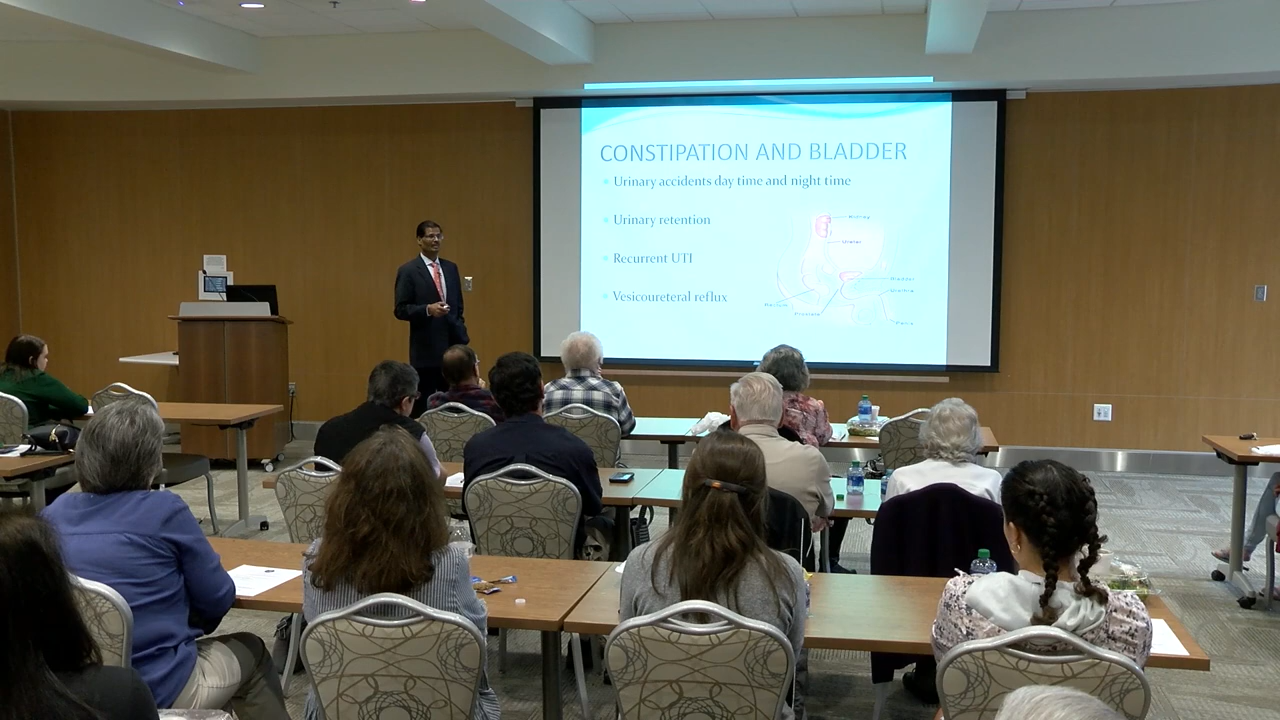 CONSTIPATION AND BLADDER
Urinary accidents day time and night time
Urinary retention
Recurrent UTI
Vesicoureteral reflux
Kidney
Ureter
Bladder
Urethra
Rectum
Prostate
Penis